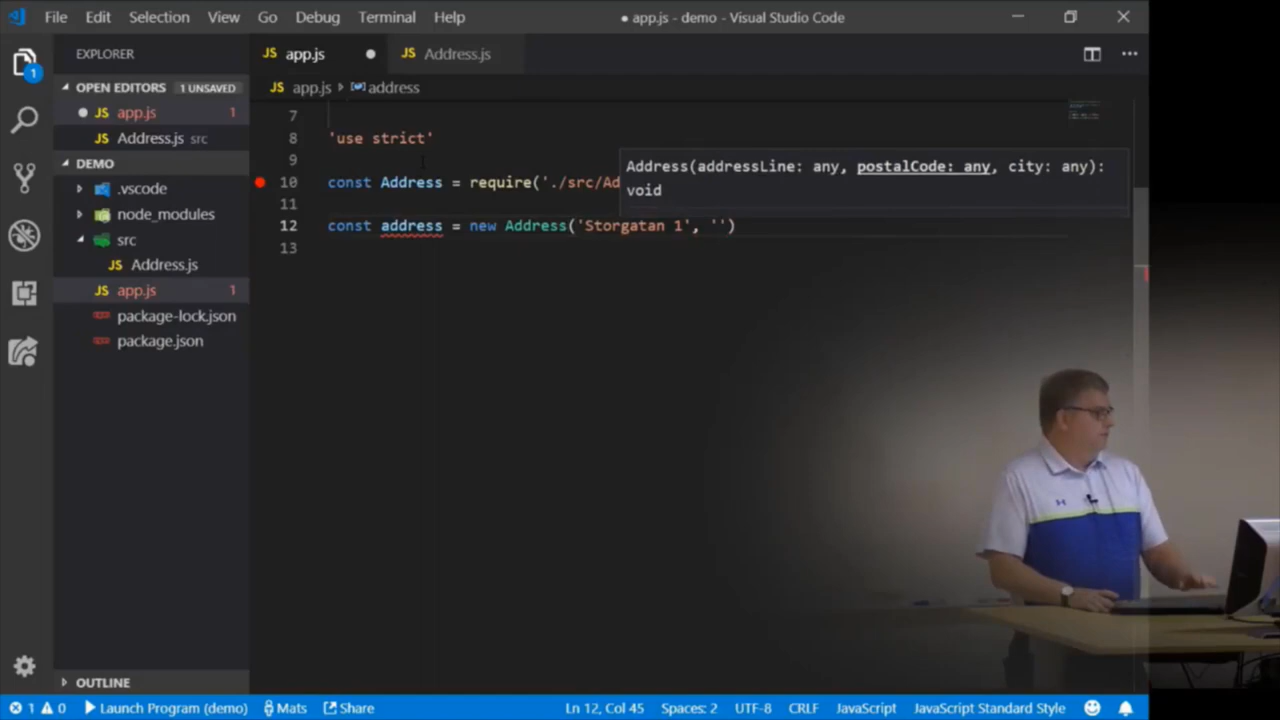 File Edit Selection View Go Debug Terminal Help
● app.js - demo - Visual Studio Code
EXPLORER
JS app.js ●
JS Address.js
OPEN EDITORS 1 UNSAVED
JS app.js > address
● JS app.js 1
JS Address.js src
DEMO
.vscode
node_modules
src
JS Address.js
JS app.js 1
package-lock.json
package.json
OUTLINE
7
8 'use strict'
9
10 const Address = require('./src/Ad
11
12 const address = new Address('Storgatan 1', '')
13
Address(addressLine: any, postalCode: any, city: any):
void
1
1 0 Launch Program (demo) Mats Share
Ln 12, Col 45 Spaces: 2 UTF-8 CRLF JavaScript JavaScript Standard Style